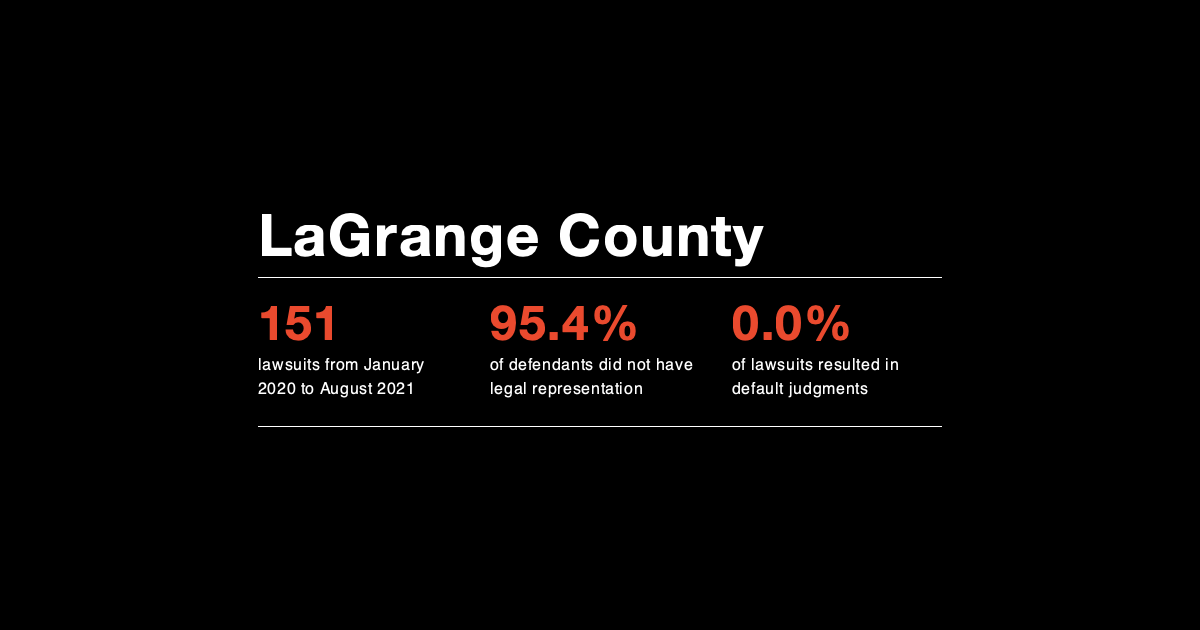 LaGrange County
151
lawsuits from January
2020 to August 2021
95.4%
of defendants did not have
legal representation
0.0%
of lawsuits resulted in
default judgments